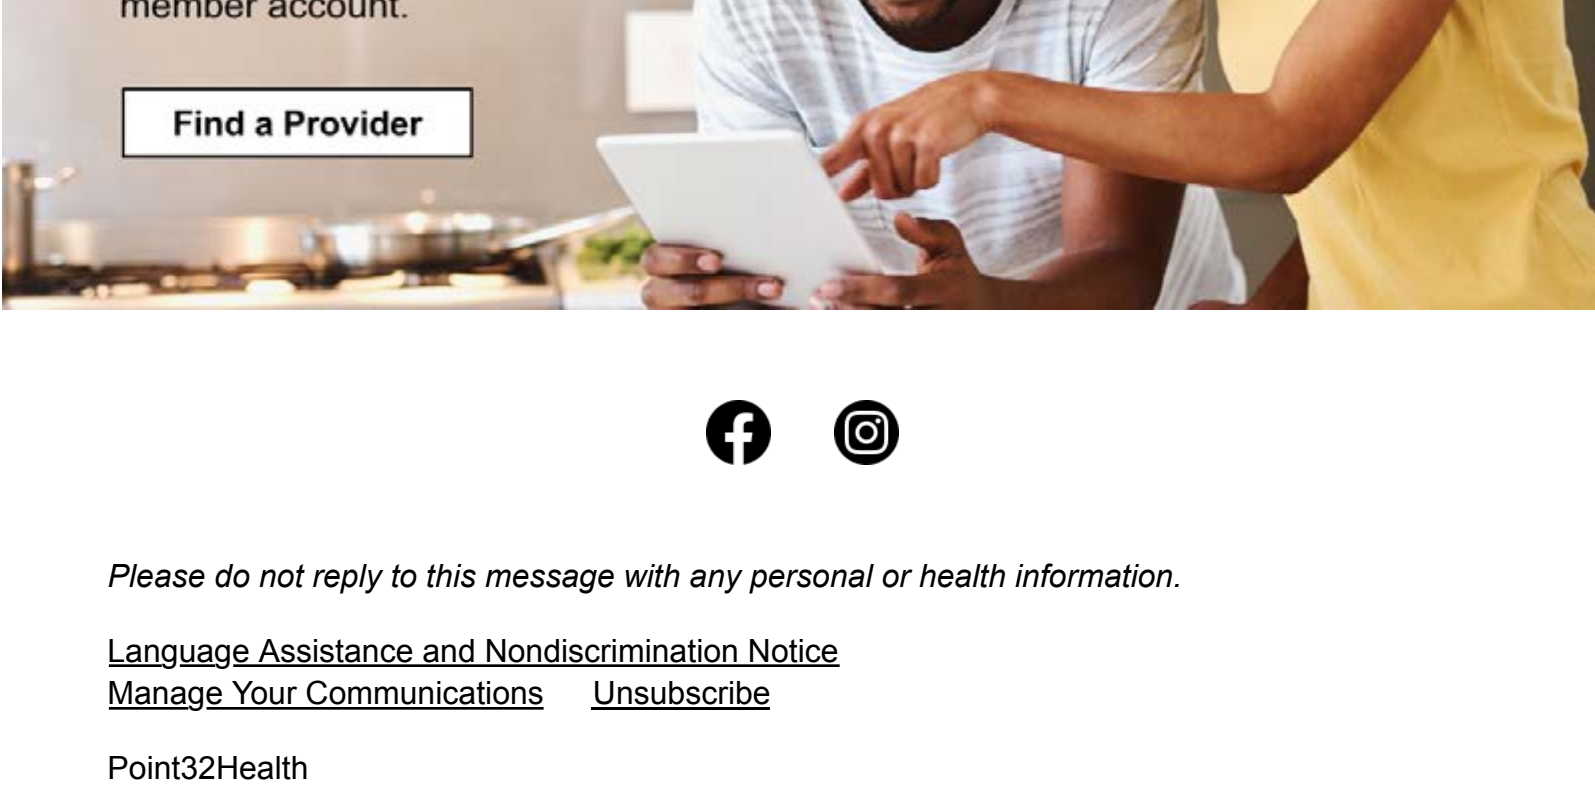 member account.
Find a Provider
Please do not reply to this message with any personal or health information.
Language Assistance and Nondiscrimination Notice
Manage Your Communications Unsubscribe
Point32Health